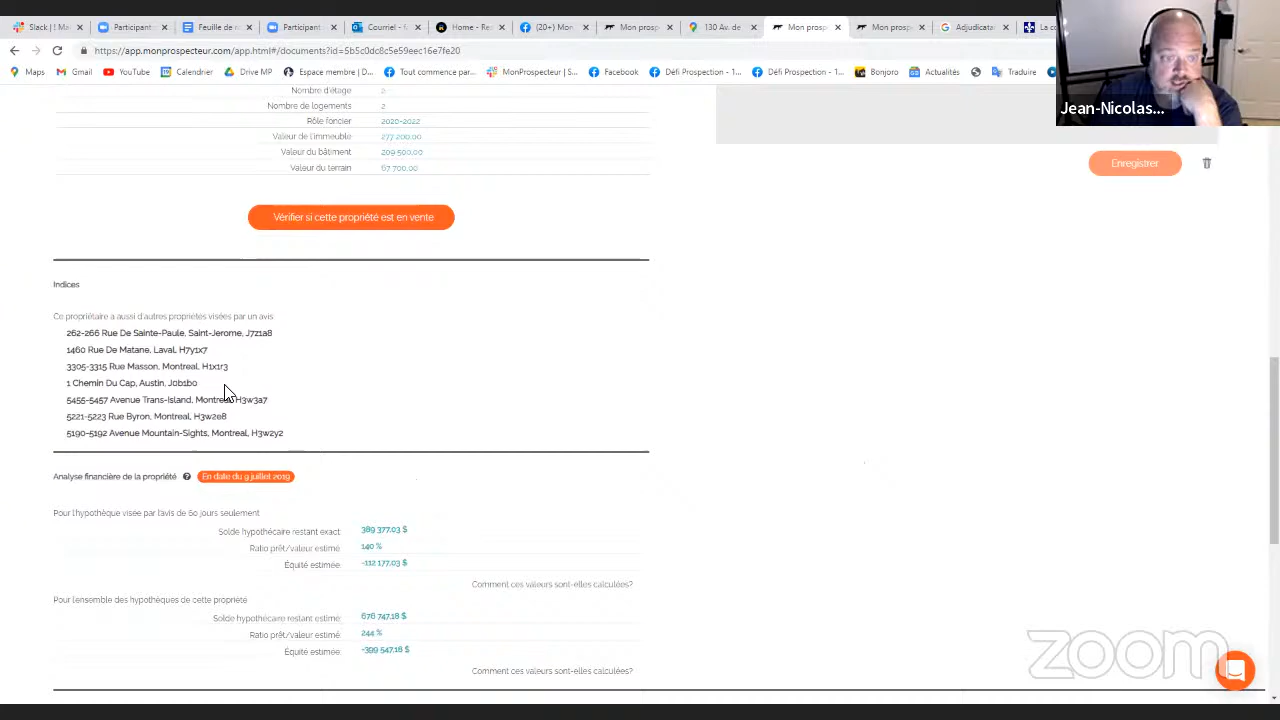 Slack | ! Me
Participant
Feuille de r
Participant
Courriel -
Home - Res
(20+) Mon
Mon prospe
130 Av. de
Mon prospe
Mon prospe
Adjudicata
La co
https://app.monprospecteur.com/app.html#/documents?id=5b5c0dc8c5e59eec16e7fe20
Maps
Gmail
YouTube
Calendrier
Drive MP
Espace membre D...
Tout commence par...
MonProspecteur | S...
Facebook
Défi Prospection - 1...
Défi Prospection - 1...
Bonjoro
Actualités
Traduire
Jean-Nicolas...
Nombre d'étage 2
Nombre de logements 2
Rôle foncier 2020-2022
Valeur de l'immeuble 277 200,00
Valeur du bâtiment 209 500,00
Valeur du terrain 67 700,00
Enregistrer
Vérifier si cette propriété est en vente
Indices
Ce propriétaire a aussi d'autres propriétés visées par un avis
262-266 Rue De Sainte-Paule, Saint-Jerome, J7z1a8
1460 Rue De Matane, Laval, H7y1x7
3305-3315 Rue Masson, Montreal, H1x1r3
1 Chemin Du Cap, Austin, J0b1b0
5455-5457 Avenue Trans-Island, Montreal, H3w3a7
5221-5223 Rue Byron, Montreal, H3w2e8
5190-5192 Avenue Mountain-Sights, Montreal, H3w2y2
Analyse financière de la propriété En date du 9 juillet 2019
Pour l'hypothèque visée par l'avis de 60 jours seulement
Solde hypothécaire restant exact: 389 377,03 $
Ratio prêt/valeur estimé: 140 %
Équité estimée: -112 177,03 $
Comment ces valeurs sont-elles calculées?
Pour l'ensemble des hypothèques de cette propriété
Solde hypothécaire restant estimé: 676 747,18 $
Ratio prêt/valeur estimé: 244 %
Équité estimée: -399 547,18 $
Comment ces valeurs sont-elles calculées?
zoom